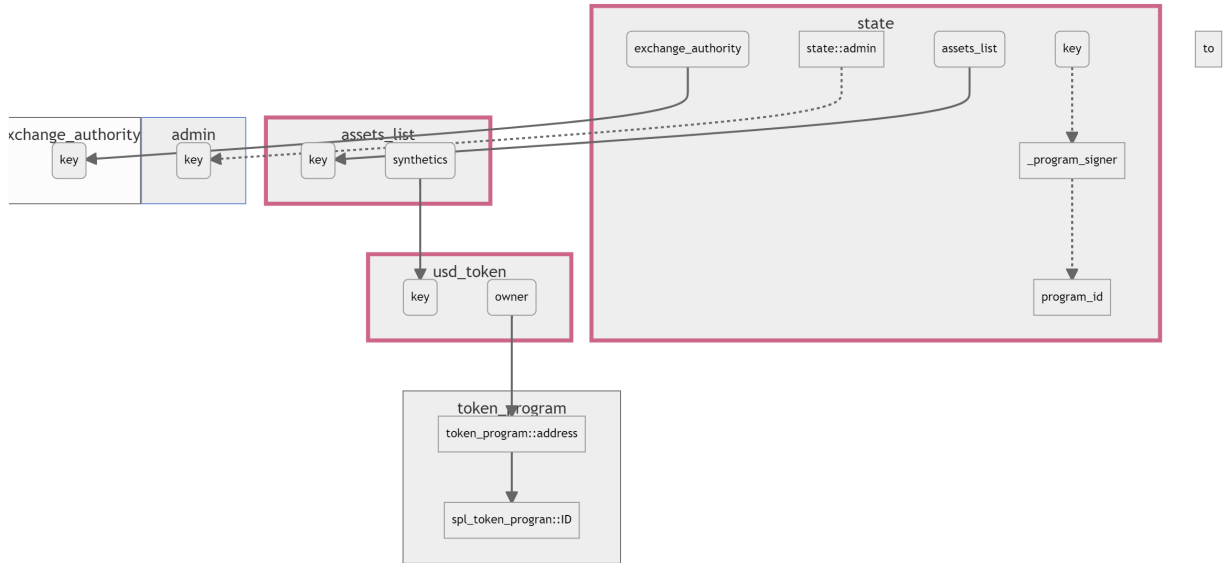 state
exchange_authority
state::admin
assets_list
key
to
xchange_authority
key
admin
key
assets_list
key
synthetics
_program_signer
usd_token
key
owner
program_id
token_program
token_program::address
spl_token_progran::ID